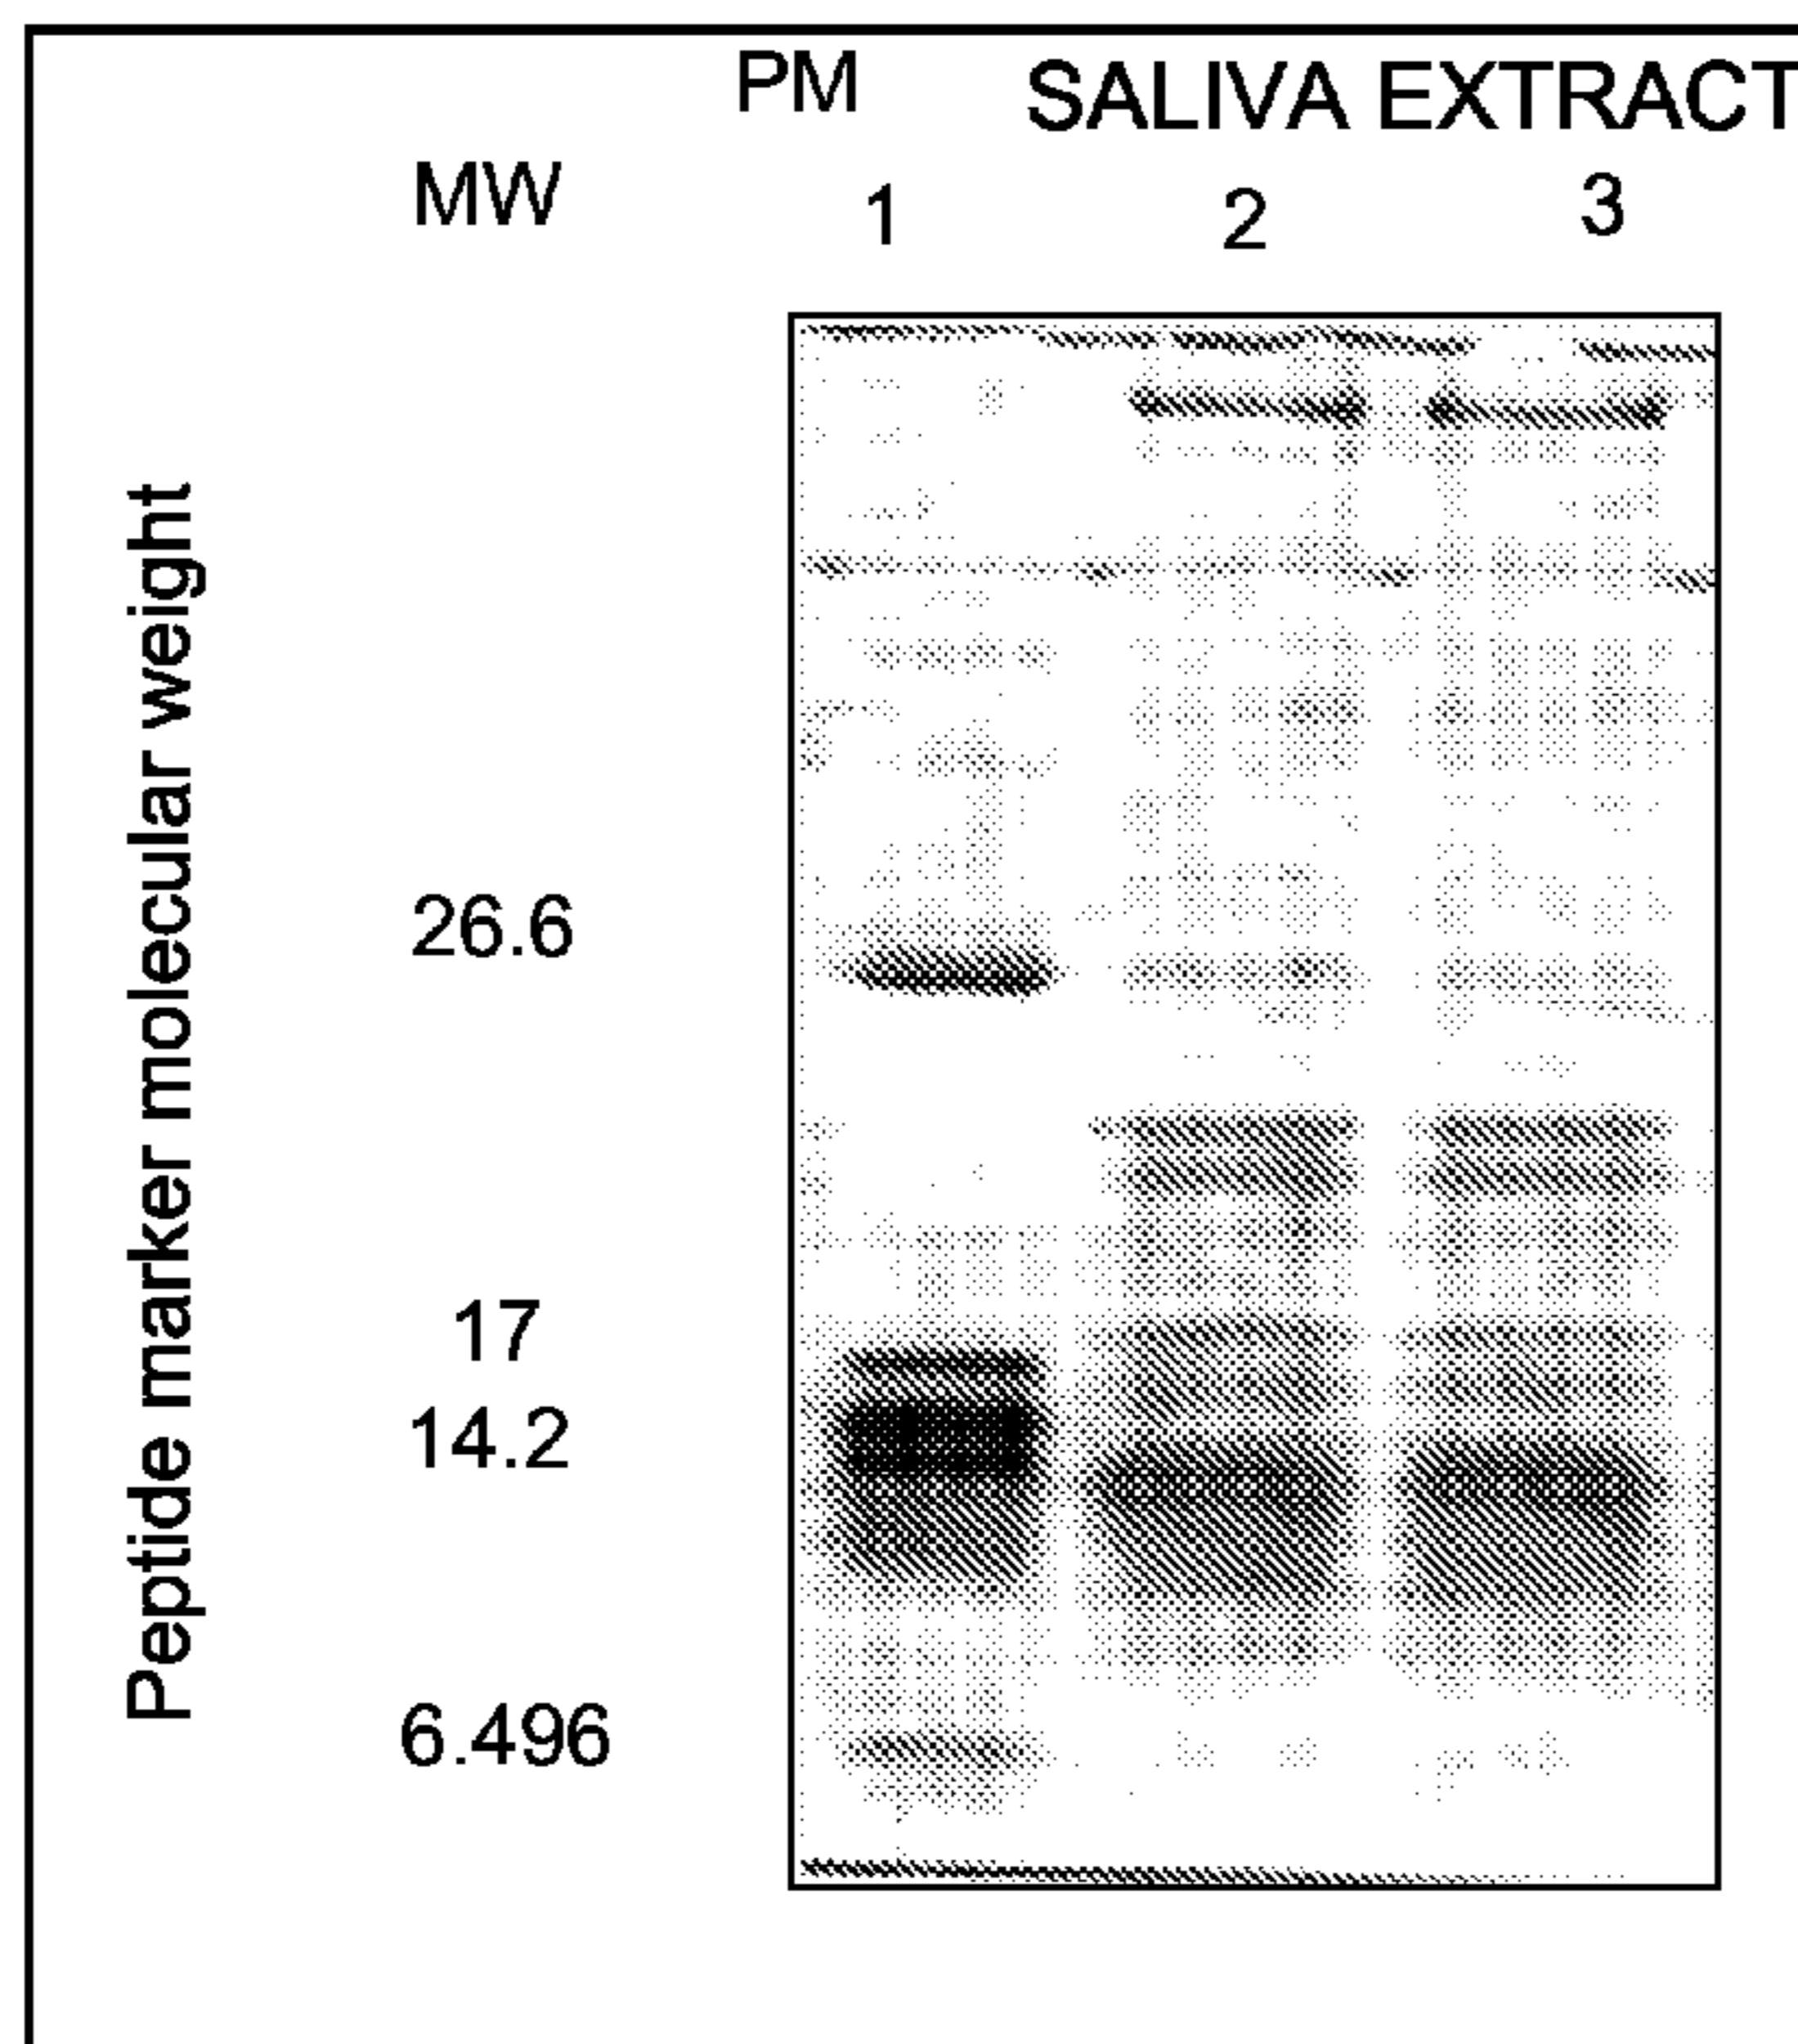 PM SALIVA EXTRACT
MW 1 2 3
Peptide marker molecular weight
26.6
17
14.2
6.496